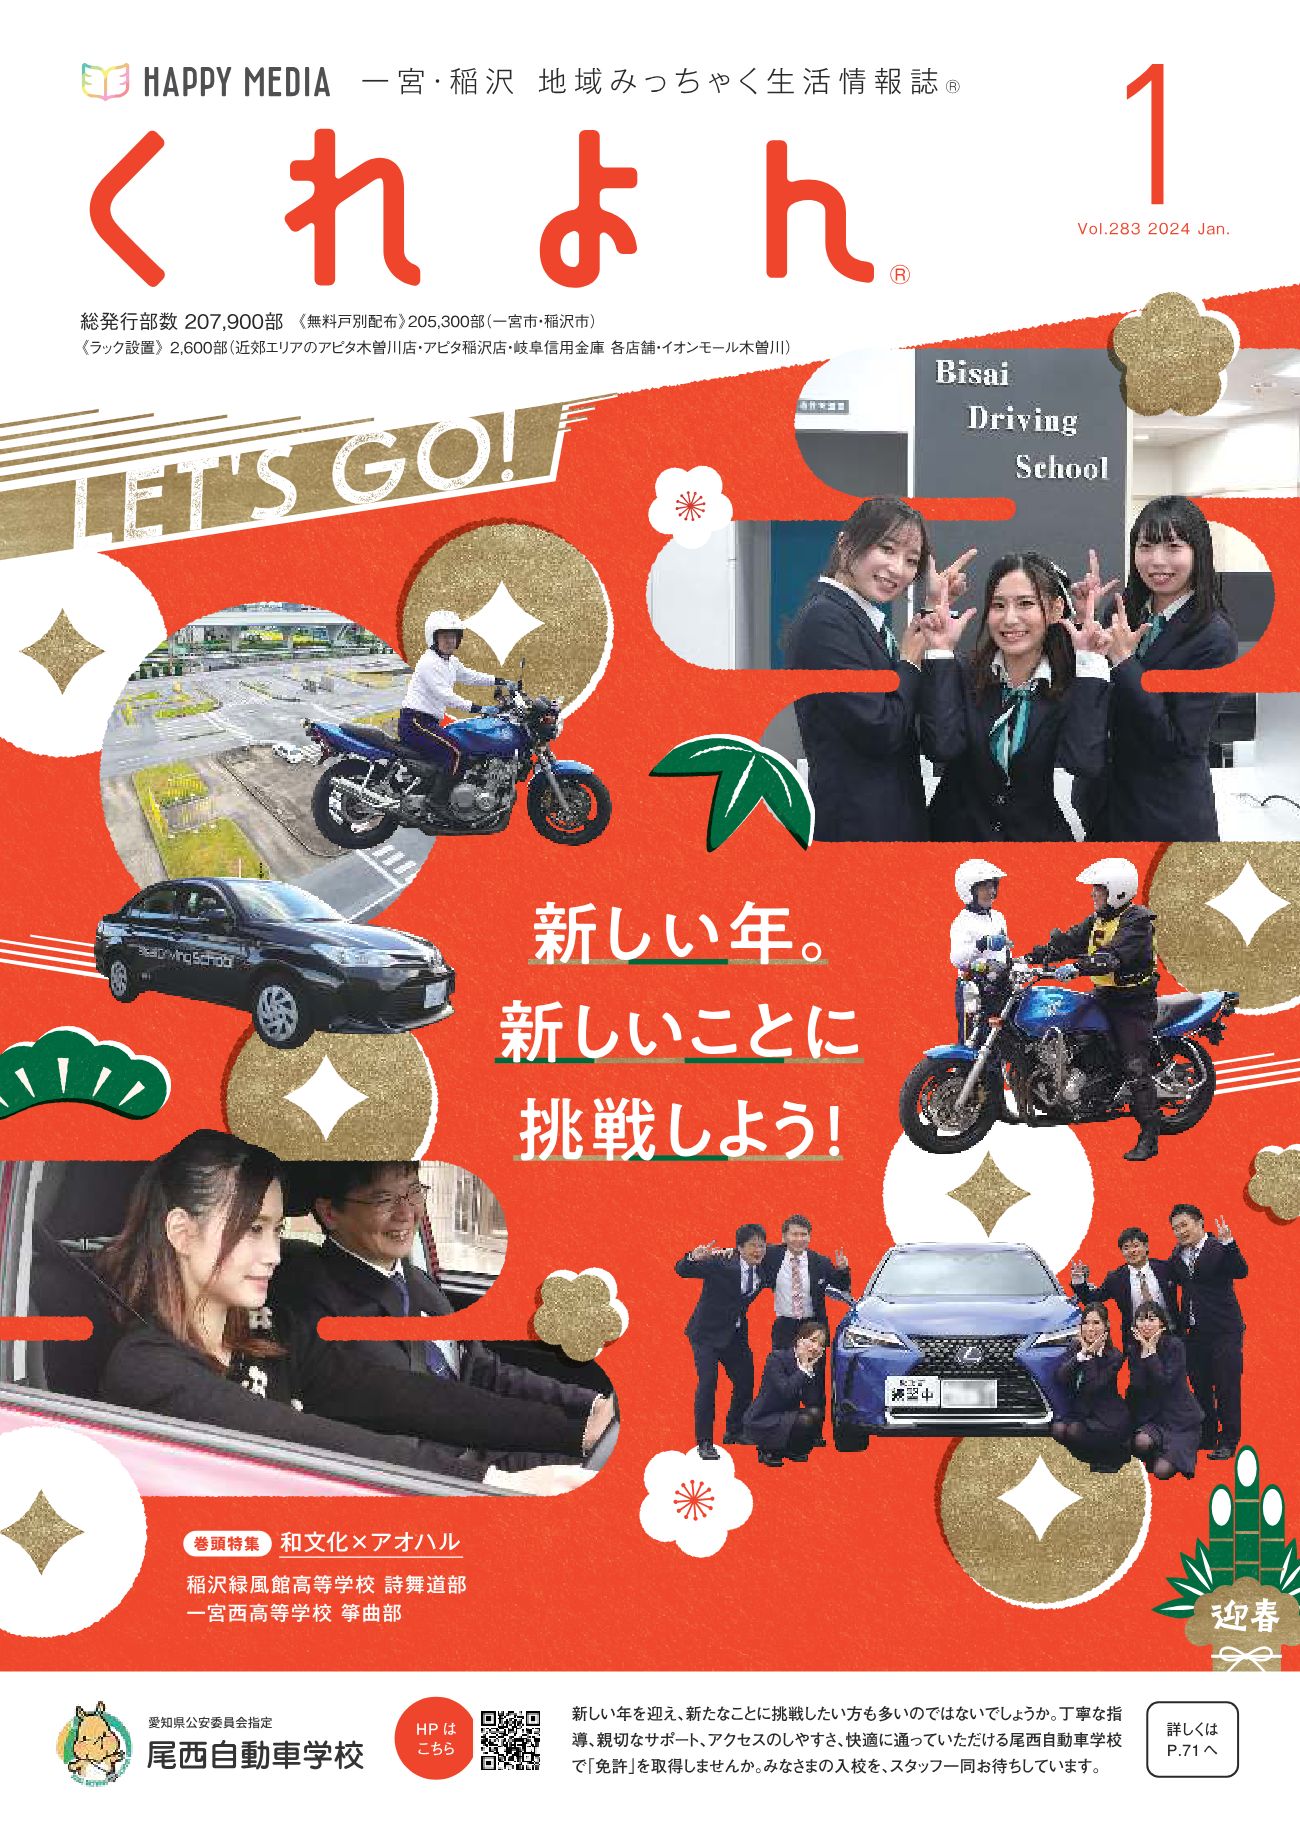 HAPPY MEDIA 一宮・稲沢 地域みっちゃく生活情報誌®
1
くれよん®
Vol.283 2024 Jan.
総発行部数 207,900部 《無料戸別配布》205,300部(一宮市・稲沢市)
《ラック設置》 2,600部(近郊エリアのアピタ木曽川店・アピタ稲沢店・岐阜信用金庫 各店舗・イオンモール木曽川)
LET'S GO!
Bisai
Driving
School
Bisai Driving School
新しい年。
新しいことに
挑戦しよう!
練習中
巻頭特集 和文化×アオハル
稲沢緑風館高等学校 詩舞道部
一宮西高等学校 箏曲部
迎春
愛知県公安委員会指定
尾西自動車学校
HPは
こちら
新しい年を迎え、新たなことに挑戦したい方も多いのではないでしょうか。丁寧な指
導、親切なサポート、アクセスのしやすさ、快適に通っていただける尾西自動車学校
で「免許」を取得しませんか。みなさまの入校を、スタッフ一同お待ちしています。
詳しくは
P.71へ